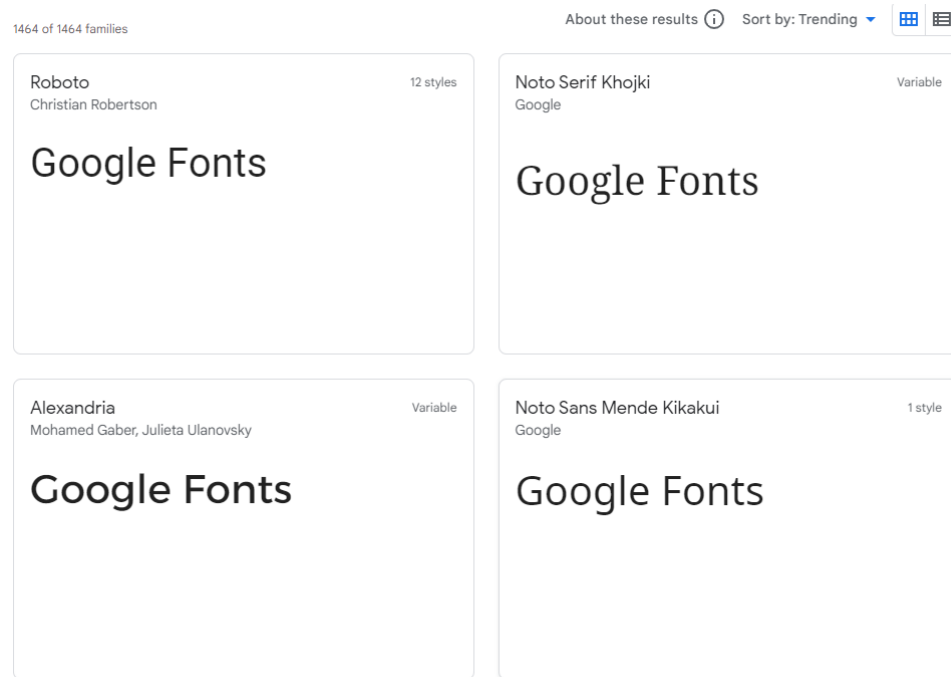 1464 of 1464 families
About these results
Sort by: Trending
Roboto
12 styles
Christian Robertson
Google Fonts
Noto Serif Khojki
Variable
Google
Google Fonts
Alexandria
Variable
Mohamed Gaber, Julieta Ulanovsky
Google Fonts
Noto Sans Mende Kikakui
1 style
Google
Google Fonts